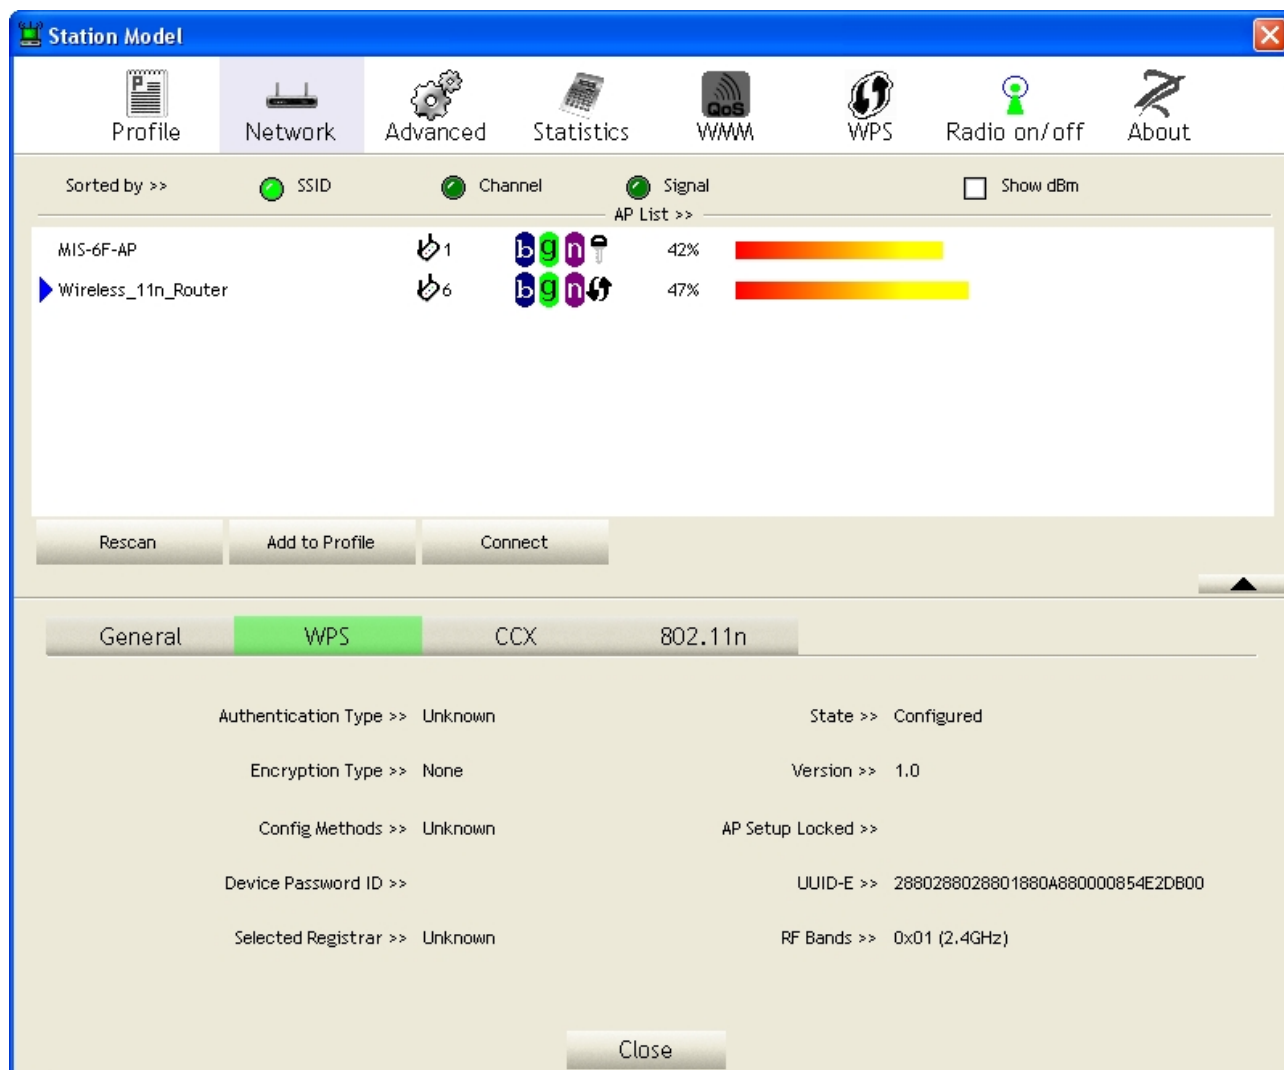 Station Model
Profile Network Advanced Statistics QoS WMM WPS Radio on/off About
Sorted by >> SSID Channel Signal Show dBm
AP List >>
MIS-6F-AP 1 b g n 42%
Wireless_11n_Router 6 b g n 47%
Rescan Add to Profile Connect
General WPS CCX 802.11n
Authentication Type >> Unknown State >> Configured
Encryption Type >> None Version >> 1.0
Config Methods >> Unknown AP Setup Locked >>
Device Password ID >> UUID-E >> 2880288028801880A880000854E2DB00
Selected Registrar >> Unknown RF Bands >> 0x01 (2.4GHz)
Close